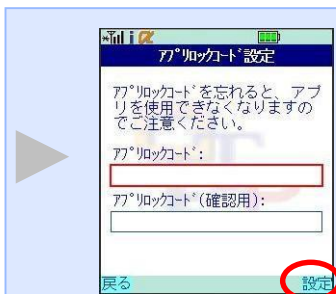 ｱﾌﾟﾘﾛｯｸｺｰﾄﾞ設定
ｱﾌﾟﾘﾛｯｸｺｰﾄﾞを忘れると、アプ
リを使用できなくなりますの
でご注意ください。
ｱﾌﾟﾘﾛｯｸｺｰﾄﾞ:
ｱﾌﾟﾘﾛｯｸｺｰﾄﾞ(確認用):
戻る 設定